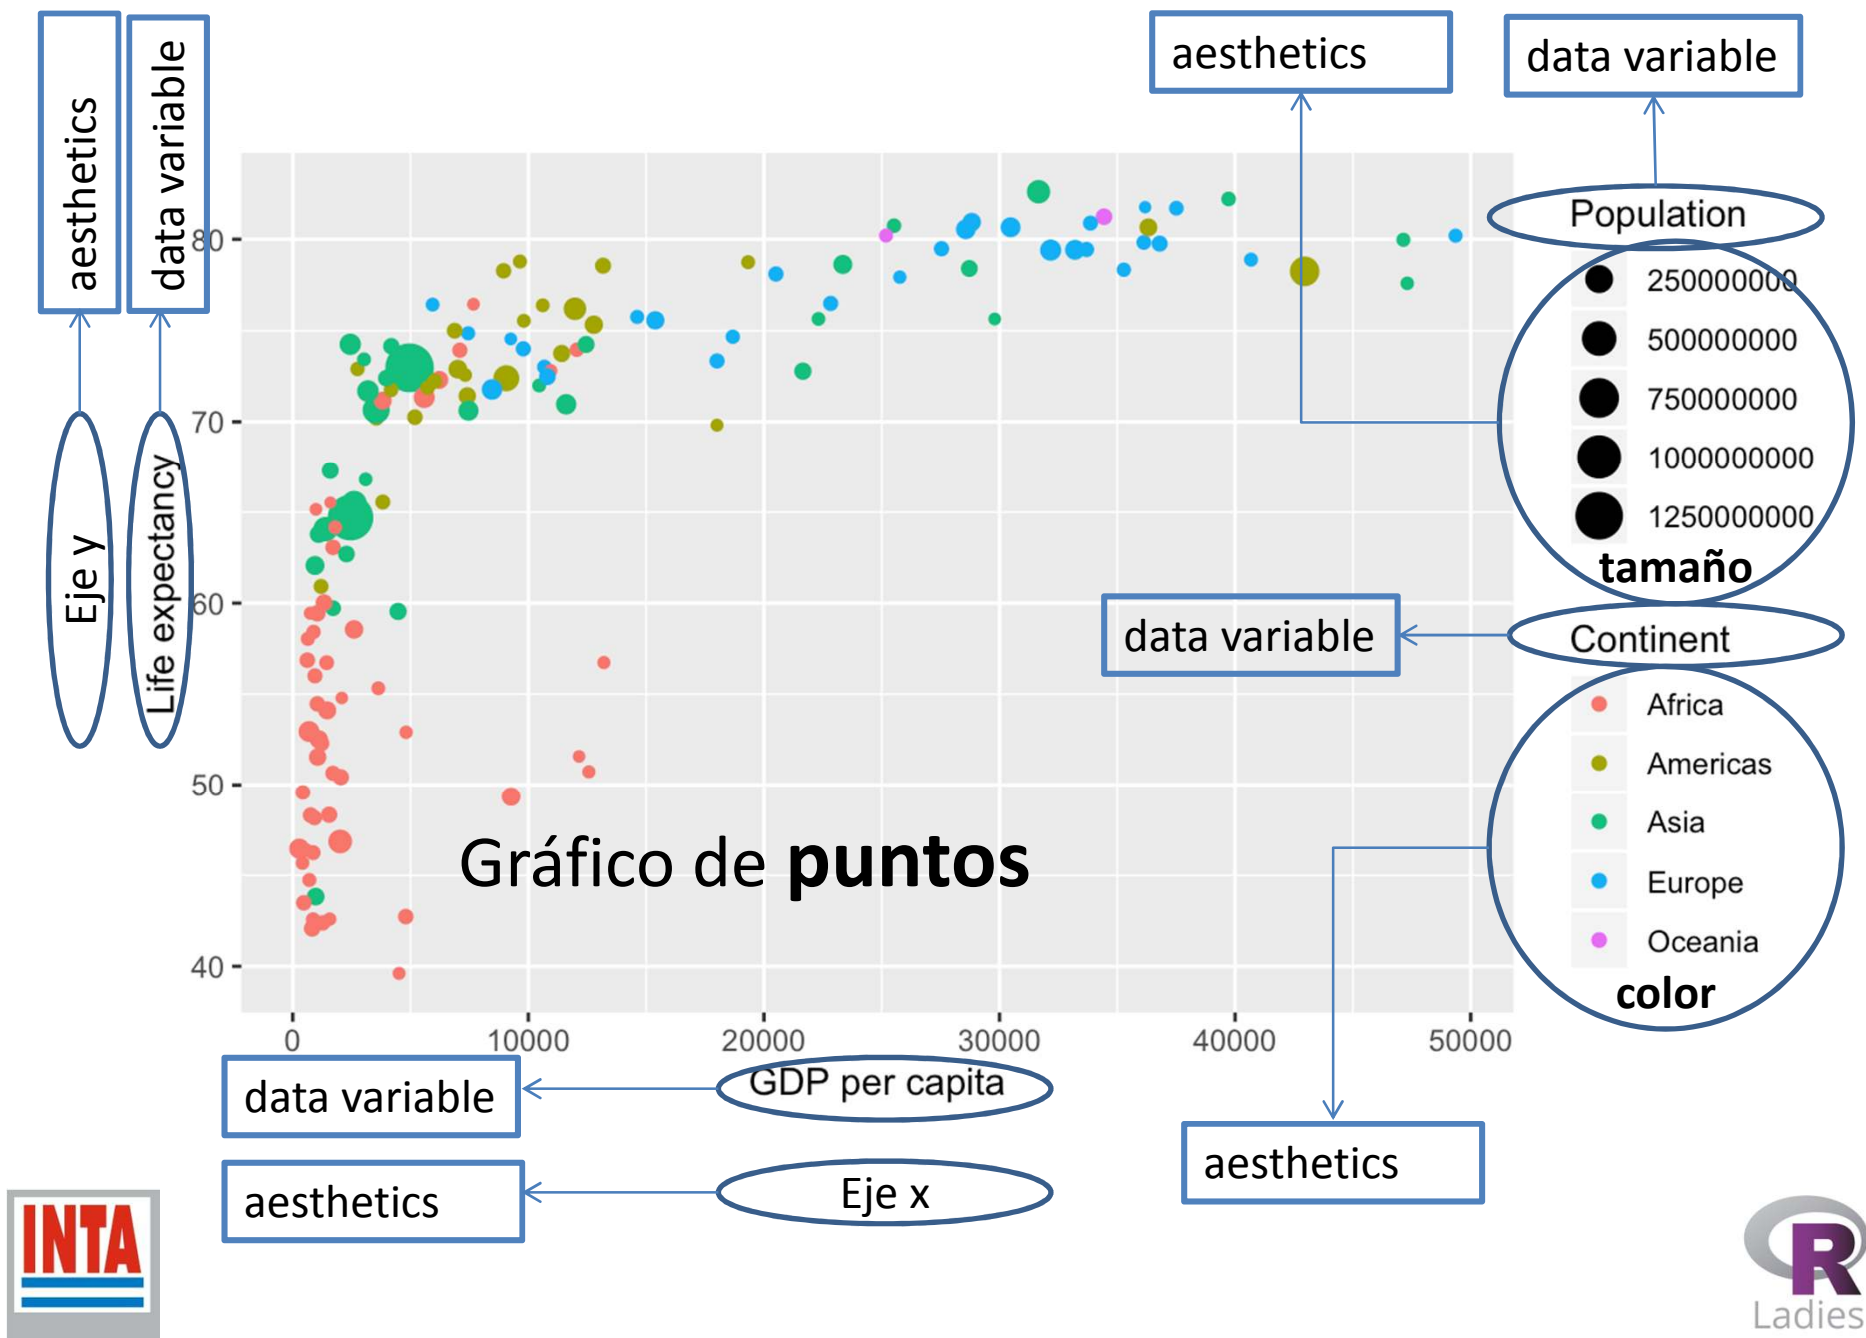 aesthetics
data variable
aesthetics
data variable
Population
250000000
500000000
750000000
1000000000
1250000000
tamaño
Eje y
Life expectancy
80
70
60
50
40
data variable
Continent
Africa
Americas
Asia
Europe
Oceania
color
Gráfico de puntos
0 10000 20000 30000 40000 50000
data variable
GDP per capita
aesthetics
Eje x
aesthetics
INTA
R
Ladies